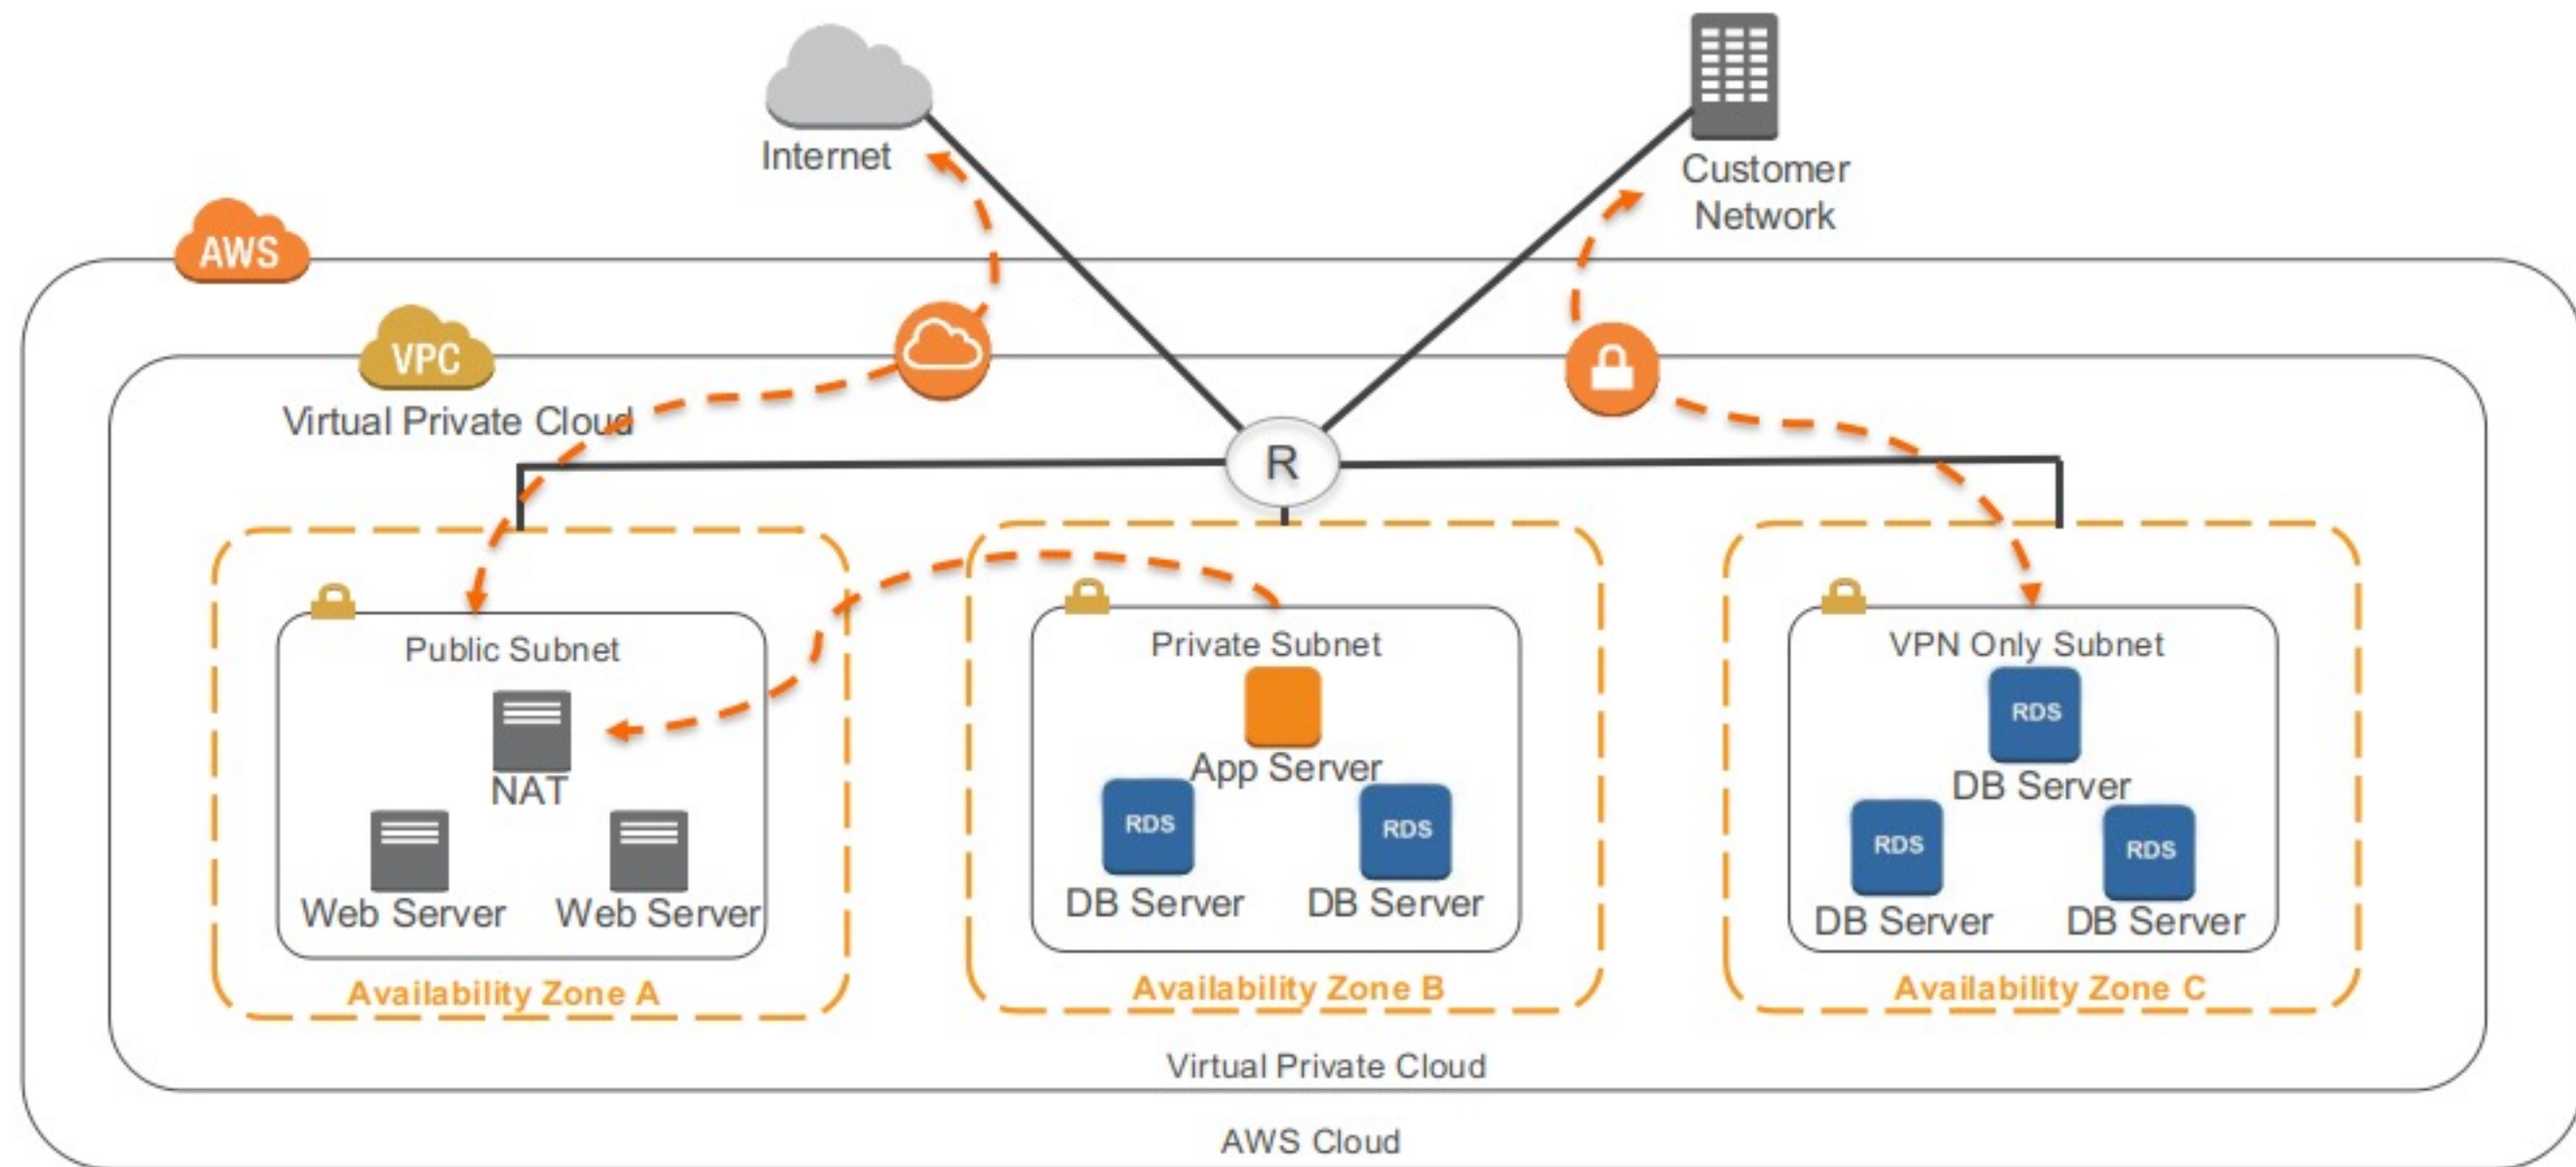 Internet
Customer
Network
AWS
VPC
Virtual Private Cloud
R
Public Subnet
NAT
Web Server
Web Server
Availability Zone A
Private Subnet
App Server
RDS
DB Server
RDS
DB Server
Availability Zone B
VPN Only Subnet
RDS
DB Server
RDS
DB Server
RDS
DB Server
Availability Zone C
Virtual Private Cloud
AWS Cloud